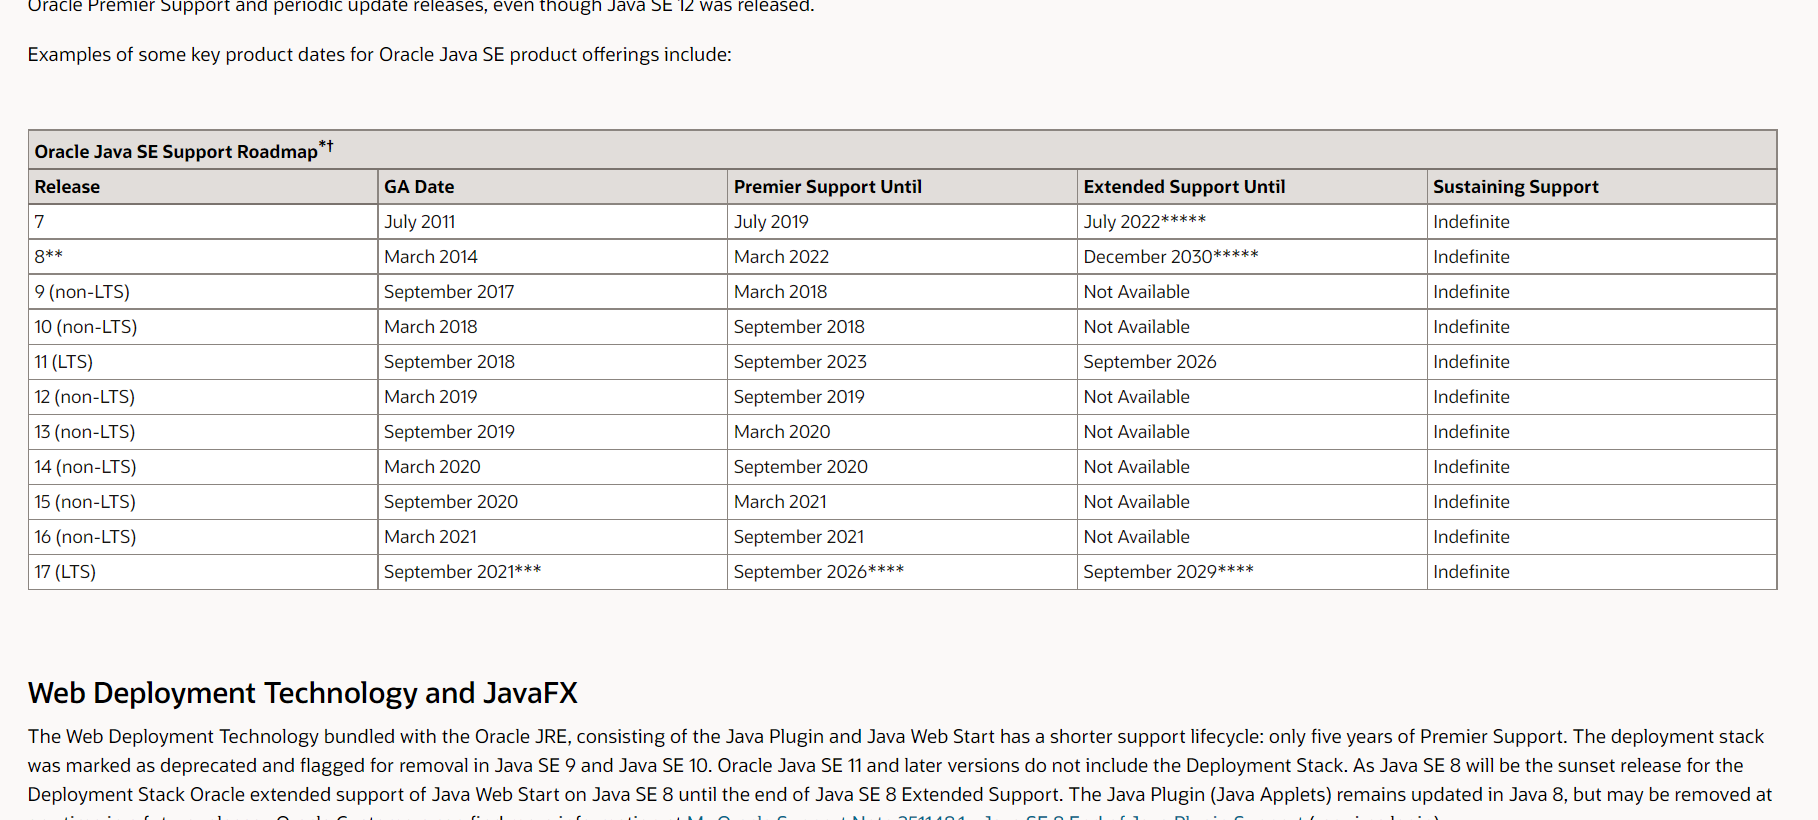 Oracle Premier Support and periodic update releases, even though Java SE 12 was released.
Examples of some key product dates for Oracle Java SE product offerings include:
Oracle Java SE Support Roadmap*†
Release GA Date Premier Support Until Extended Support Until Sustaining Support
7 July 2011 July 2019 July 2022***** Indefinite
8** March 2014 March 2022 December 2030***** Indefinite
9 (non-LTS) September 2017 March 2018 Not Available Indefinite
10 (non-LTS) March 2018 September 2018 Not Available Indefinite
11 (LTS) September 2018 September 2023 September 2026 Indefinite
12 (non-LTS) March 2019 September 2019 Not Available Indefinite
13 (non-LTS) September 2019 March 2020 Not Available Indefinite
14 (non-LTS) March 2020 September 2020 Not Available Indefinite
15 (non-LTS) September 2020 March 2021 Not Available Indefinite
16 (non-LTS) March 2021 September 2021 Not Available Indefinite
17 (LTS) September 2021*** September 2026**** September 2029**** Indefinite
Web Deployment Technology and JavaFX
The Web Deployment Technology bundled with the Oracle JRE, consisting of the Java Plugin and Java Web Start has a shorter support lifecycle: only five years of Premier Support. The deployment stack
was marked as deprecated and flagged for removal in Java SE 9 and Java SE 10. Oracle Java SE 11 and later versions do not include the Deployment Stack. As Java SE 8 will be the sunset release for the
Deployment Stack Oracle extended support of Java Web Start on Java SE 8 until the end of Java SE 8 Extended Support. The Java Plugin (Java Applets) remains updated in Java 8, but may be removed at